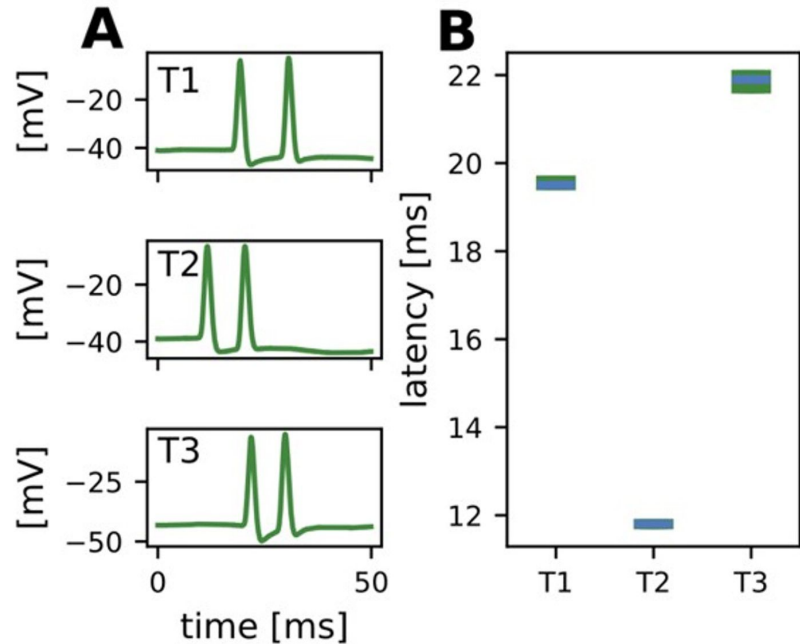 A
T1
[mV]
−20
−40
T2
[mV]
−20
−40
T3
[mV]
−25
−50
0 50
time [ms]
B
latency [ms]
22
20
18
16
14
12
T1 T2 T3